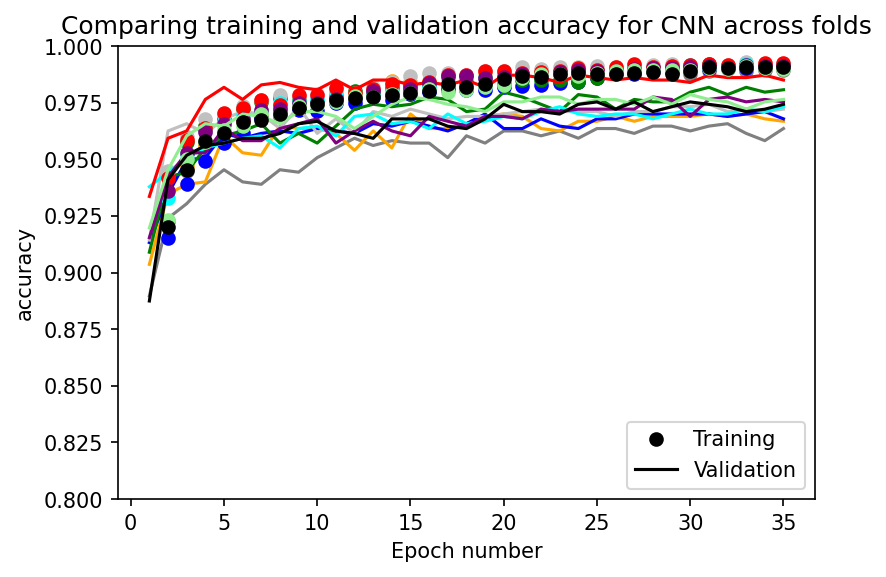 Comparing training and validation accuracy for CNN across folds
1.000
0.975
0.950
0.925
0.900
0.875
0.850
0.825
0.800
accuracy
Training
Validation
0 5 10 15 20 25 30 35
Epoch number